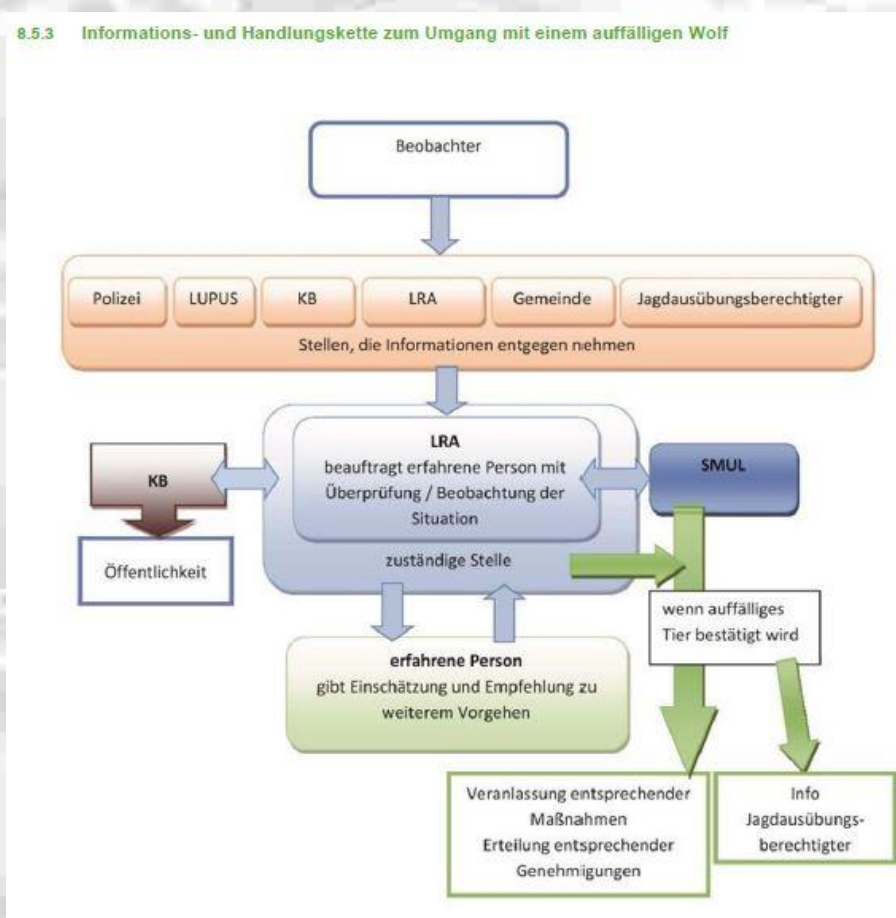 8.5.3 Informations- und Handlungskette zum Umgang mit einem auffälligen Wolf
Beobachter
Polizei
LUPUS
KB
LRA
Gemeinde
Jagdausübungsberechtigter
Stellen, die Informationen entgegen nehmen
LRA
beauftragt erfahrene Person mit
Überprüfung / Beobachtung der
Situation
zuständige Stelle
KB
Öffentlichkeit
SMUL
wenn auffälliges
Tier bestätigt wird
erfahrene Person
gibt Einschätzung und Empfehlung zu
weiterem Vorgehen
Veranlassung entsprechender
Maßnahmen
Erteilung entsprechender
Genehmigungen
Info
Jagdausübungs-
berechtigter